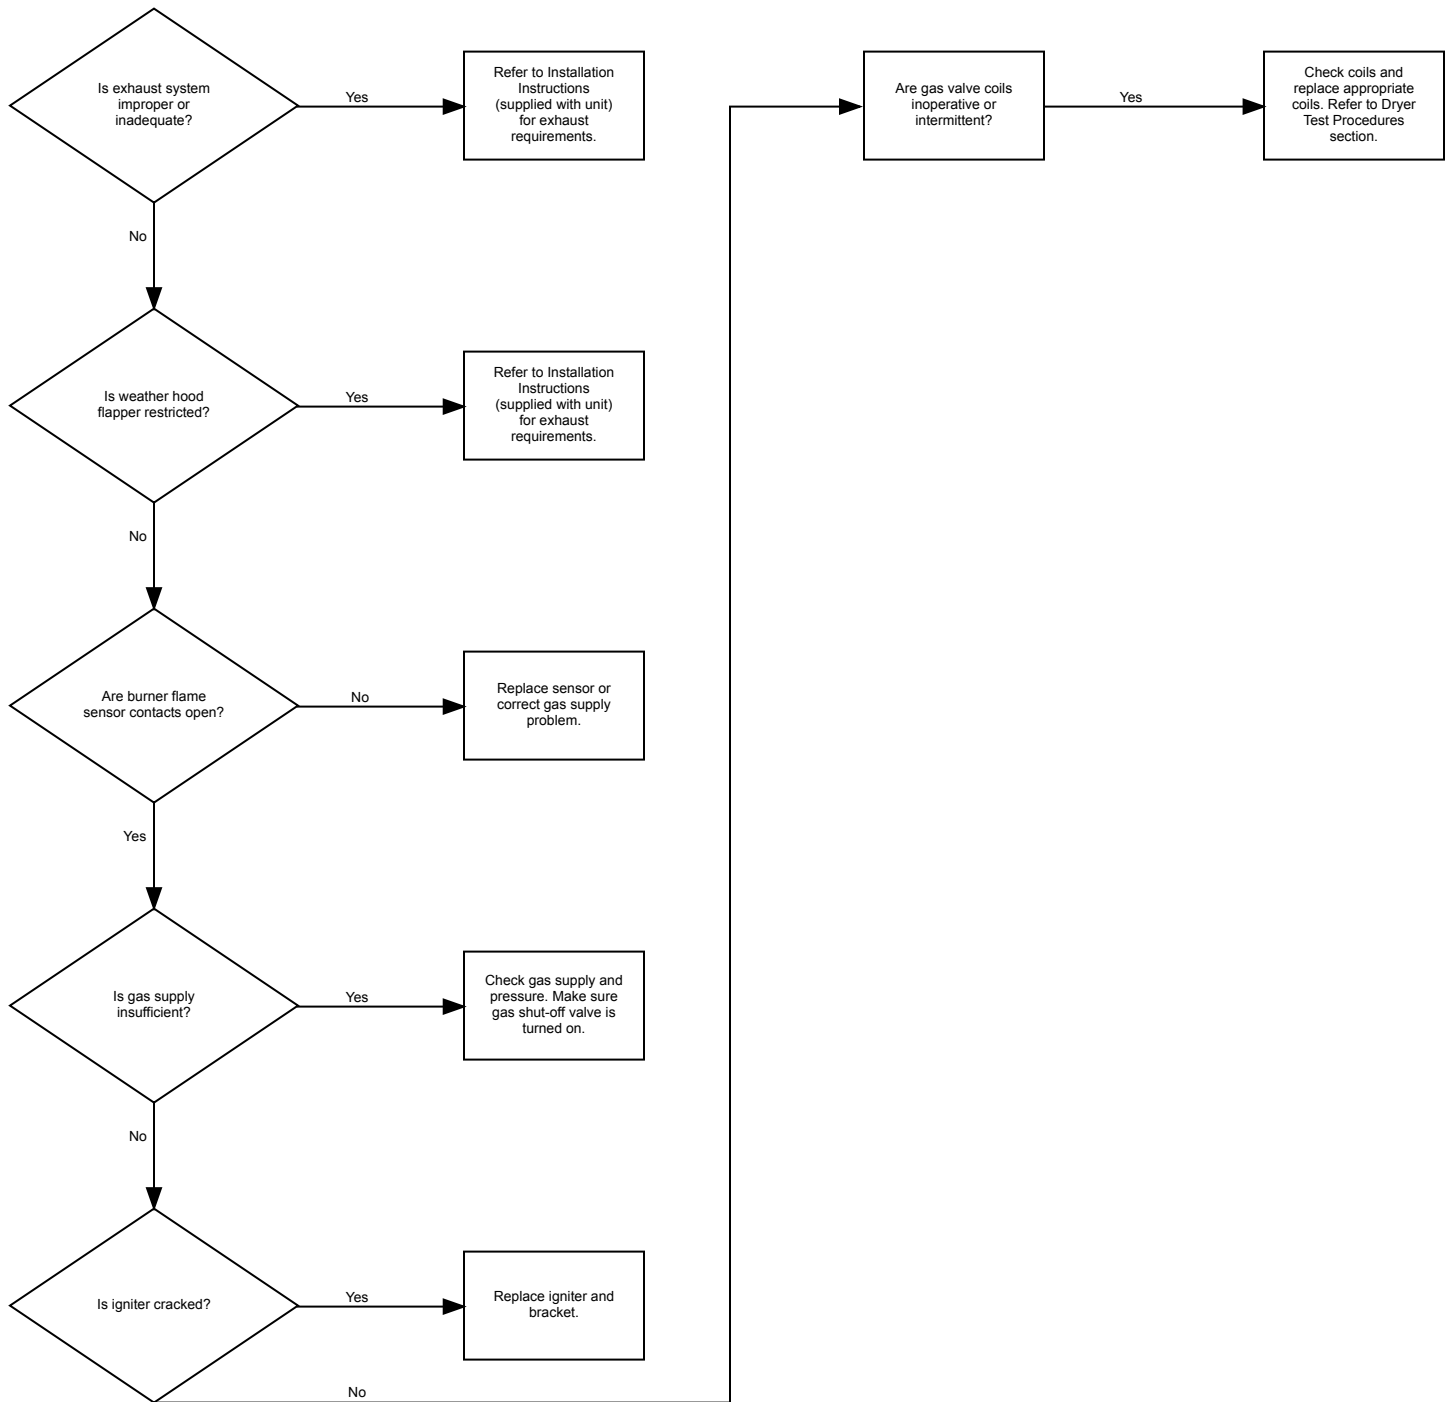 Is exhaust system
improper or
inadequate?
Yes
Refer to Installation
Instructions
(supplied with unit)
for exhaust
requirements.
No
Is weather hood
flapper restricted?
Yes
Refer to Installation
Instructions
(supplied with unit)
for exhaust
requirements.
No
Are burner flame
sensor contacts open?
No
Replace sensor or
correct gas supply
problem.
Yes
Is gas supply
insufficient?
Yes
Check gas supply and
pressure. Make sure
gas shut-off valve is
turned on.
No
Is igniter cracked?
Yes
Replace igniter and
bracket.
No
Are gas valve coils
inoperative or
intermittent?
Yes
Check coils and
replace appropriate
coils. Refer to Dryer
Test Procedures
section.